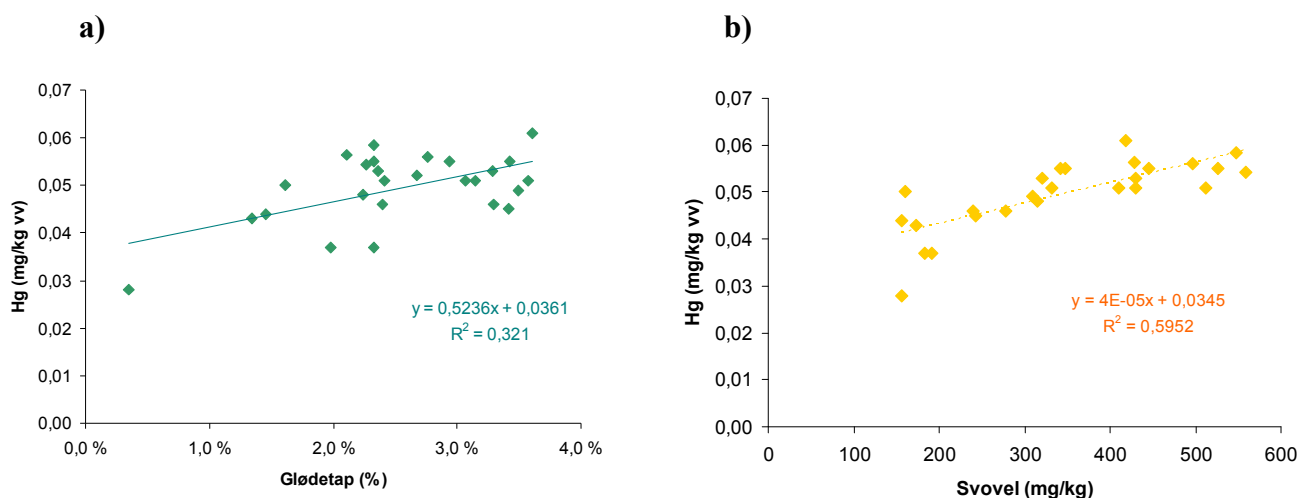 a)
0,07
0,06
0,05
0,04
0,03
0,02
0,01
0,00
Hg (mg/kg vv)
y = 0,5236x + 0,0361
R² = 0,321
0,0 %
1,0 %
2,0 %
3,0 %
4,0 %
Glødetap (%)
b)
0,07
0,06
0,05
0,04
0,03
0,02
0,01
0,00
Hg (mg/kg vv)
y = 4E-05x + 0,0345
R² = 0,5952
0
100
200
300
400
500
600
Svovel (mg/kg)